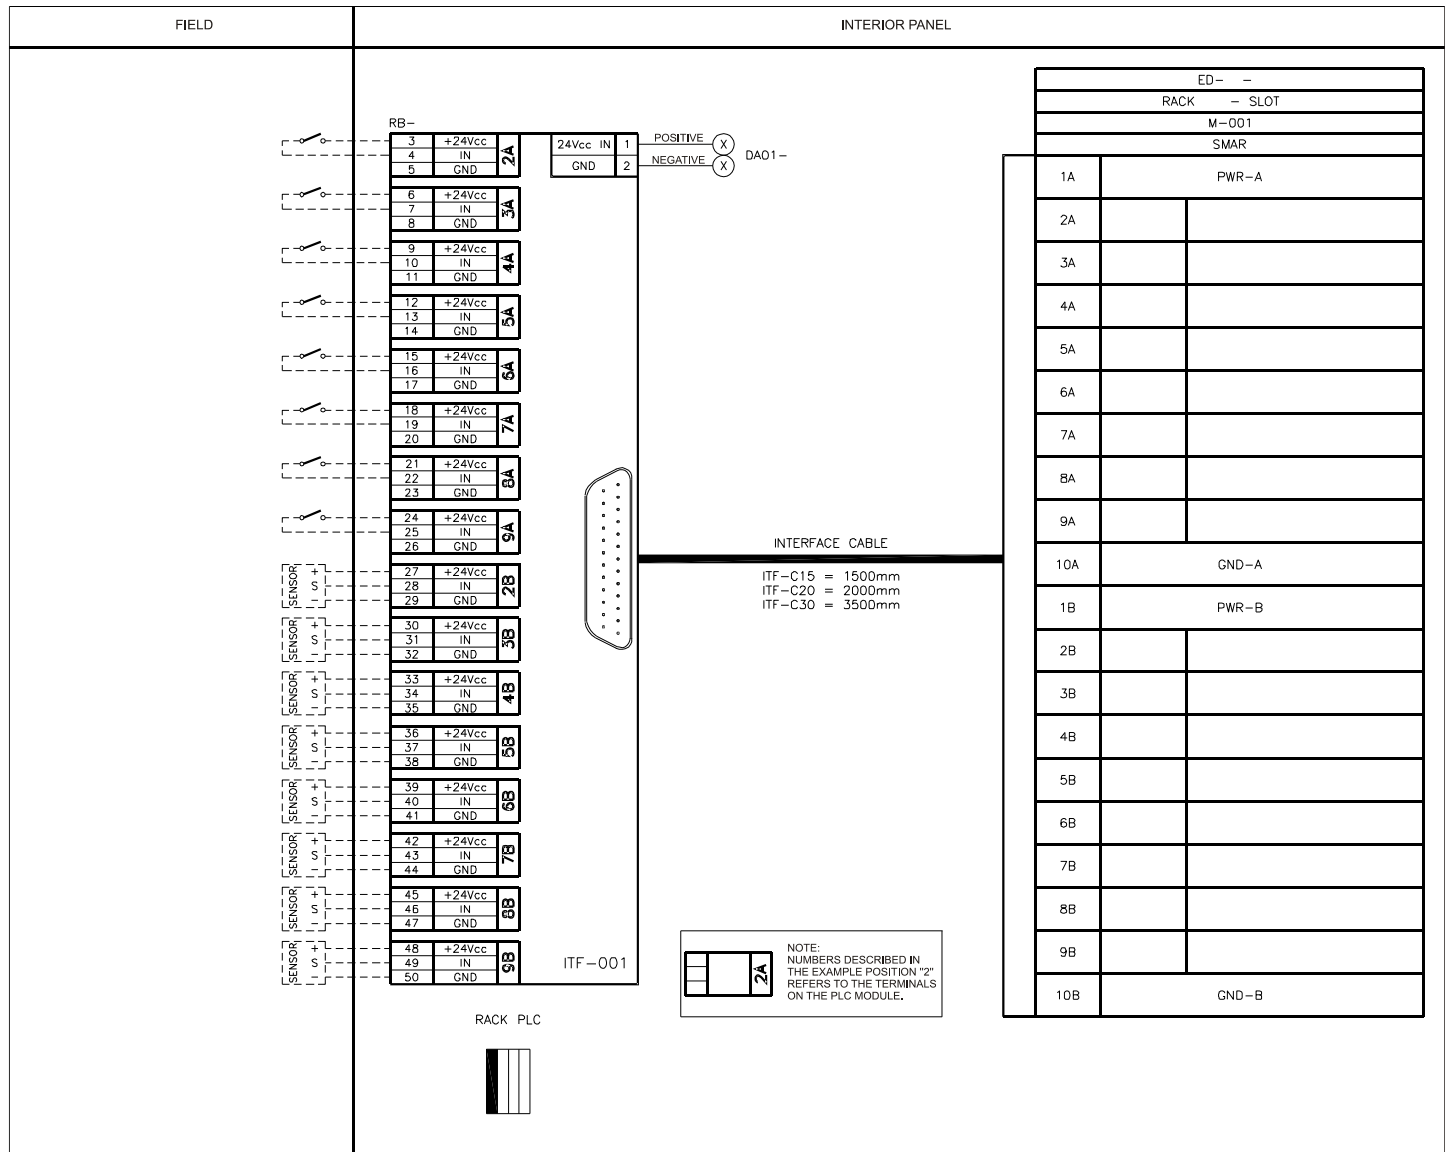 FIELD
INTERIOR PANEL
RB-
3 +24Vcc
4 IN
5 GND
2A
24Vcc IN 1 POSITIVE X
GND 2 NEGATIVE X
DA01-
6 +24Vcc
7 IN
8 GND
3A
9 +24Vcc
10 IN
11 GND
4A
12 +24Vcc
13 IN
14 GND
5A
15 +24Vcc
16 IN
17 GND
6A
18 +24Vcc
19 IN
20 GND
7A
21 +24Vcc
22 IN
23 GND
8A
24 +24Vcc
25 IN
26 GND
9A
SENSOR
+ 27 +24Vcc
S 28 IN
- 29 GND
2B
SENSOR
+ 30 +24Vcc
S 31 IN
- 32 GND
3B
SENSOR
+ 33 +24Vcc
S 34 IN
- 35 GND
4B
SENSOR
+ 36 +24Vcc
S 37 IN
- 38 GND
5B
SENSOR
+ 39 +24Vcc
S 40 IN
- 41 GND
6B
SENSOR
+ 42 +24Vcc
S 43 IN
- 44 GND
7B
SENSOR
+ 45 +24Vcc
S 46 IN
- 47 GND
8B
SENSOR
+ 48 +24Vcc
S 49 IN
- 50 GND
9B
ITF-001
RACK PLC
INTERFACE CABLE
ITF-C15 = 1500mm
ITF-C20 = 2000mm
ITF-C30 = 3500mm
2A
NOTE:
NUMBERS DESCRIBED IN
THE EXAMPLE POSITION "2"
REFERS TO THE TERMINALS
ON THE PLC MODULE.
ED- -
RACK - SLOT
M-001
SMAR
1A PWR-A
2A
3A
4A
5A
6A
7A
8A
9A
10A GND-A
1B PWR-B
2B
3B
4B
5B
6B
7B
8B
9B
10B GND-B